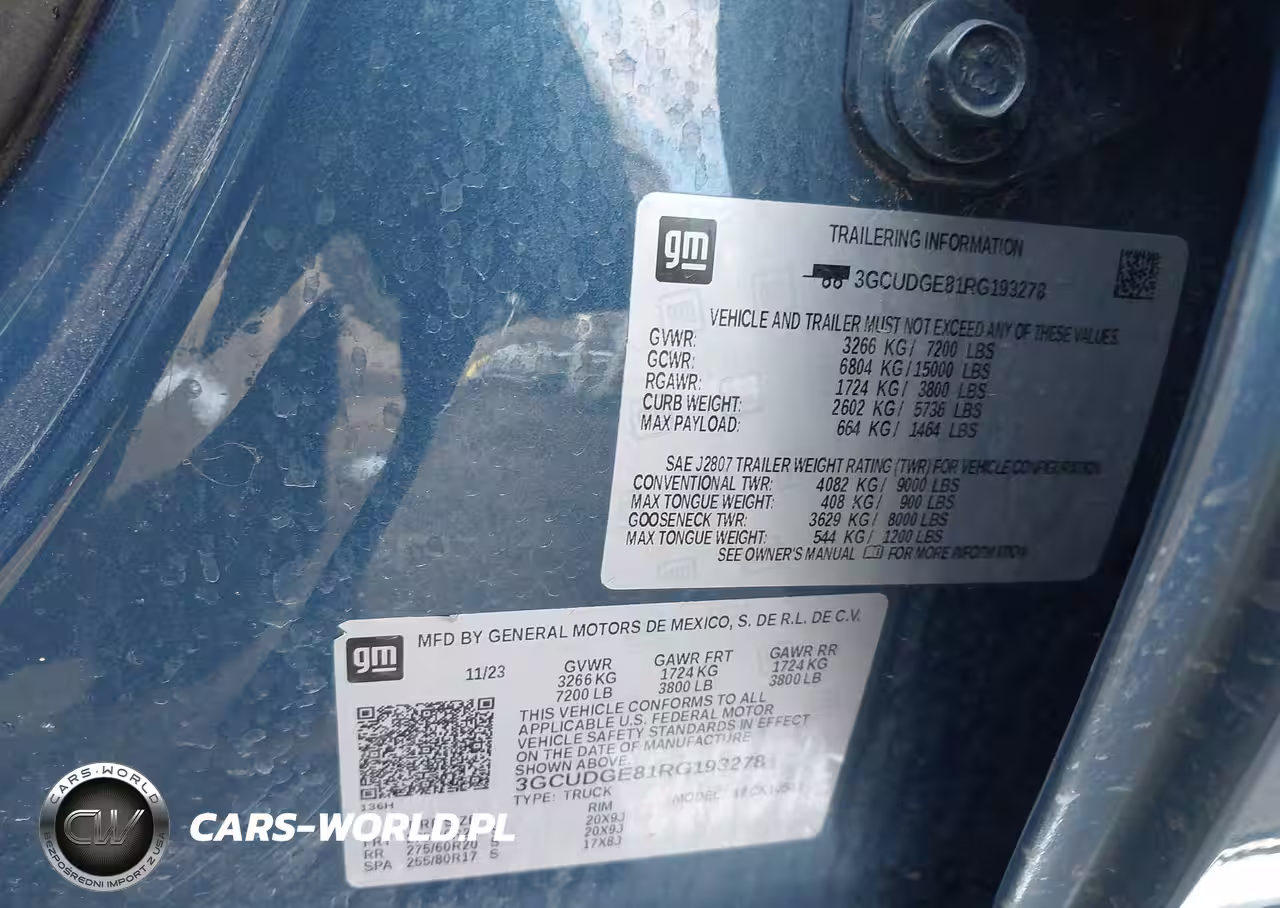 gm
TRAILERING INFORMATION
3GCUDGE81RG193278
VEHICLE AND TRAILER MUST NOT EXCEED ANY OF THESE VALUES.
GVWR: 3266 KG/ 7200 LBS
GCWR: 6804 KG/15000 LBS
RGAWR: 1724 KG/ 3800 LBS
CURB WEIGHT: 2602 KG/ 5736 LBS
MAX PAYLOAD: 664 KG/ 1464 LBS
SAE J2807 TRAILER WEIGHT RATING (TWR) FOR VEHICLE CONFIGURATION
CONVENTIONAL TWR: 4082 KG/ 9000 LBS
MAX TONGUE WEIGHT: 408 KG/ 900 LBS
GOOSENECK TWR: 3629 KG/ 8000 LBS
MAX TONGUE WEIGHT: 544 KG/ 1200 LBS
SEE OWNER'S MANUAL FOR MORE INFORMATION
gm
MFD BY GENERAL MOTORS DE MEXICO, S. DE R.L. DE C.V.
11/23 GVWR GAWR FRT GAWR RR
3266 KG 1724 KG 1724 KG
7200 LB 3800 LB 3800 LB
THIS VEHICLE CONFORMS TO ALL
APPLICABLE U.S. FEDERAL MOTOR
VEHICLE SAFETY STANDARDS IN EFFECT
ON THE DATE OF MANUFACTURE
SHOWN ABOVE.
3GCUDGE81RG193278
TYPE: TRUCK MODEL:
136H
RIM
20X9J
RR 275/60R20 S 20X9J
SPA 255/80R17 S 17X8J
CARS-WORLD
CW
BEZPOŚREDNI IMPORT Z USA
CARS-WORLD.PL